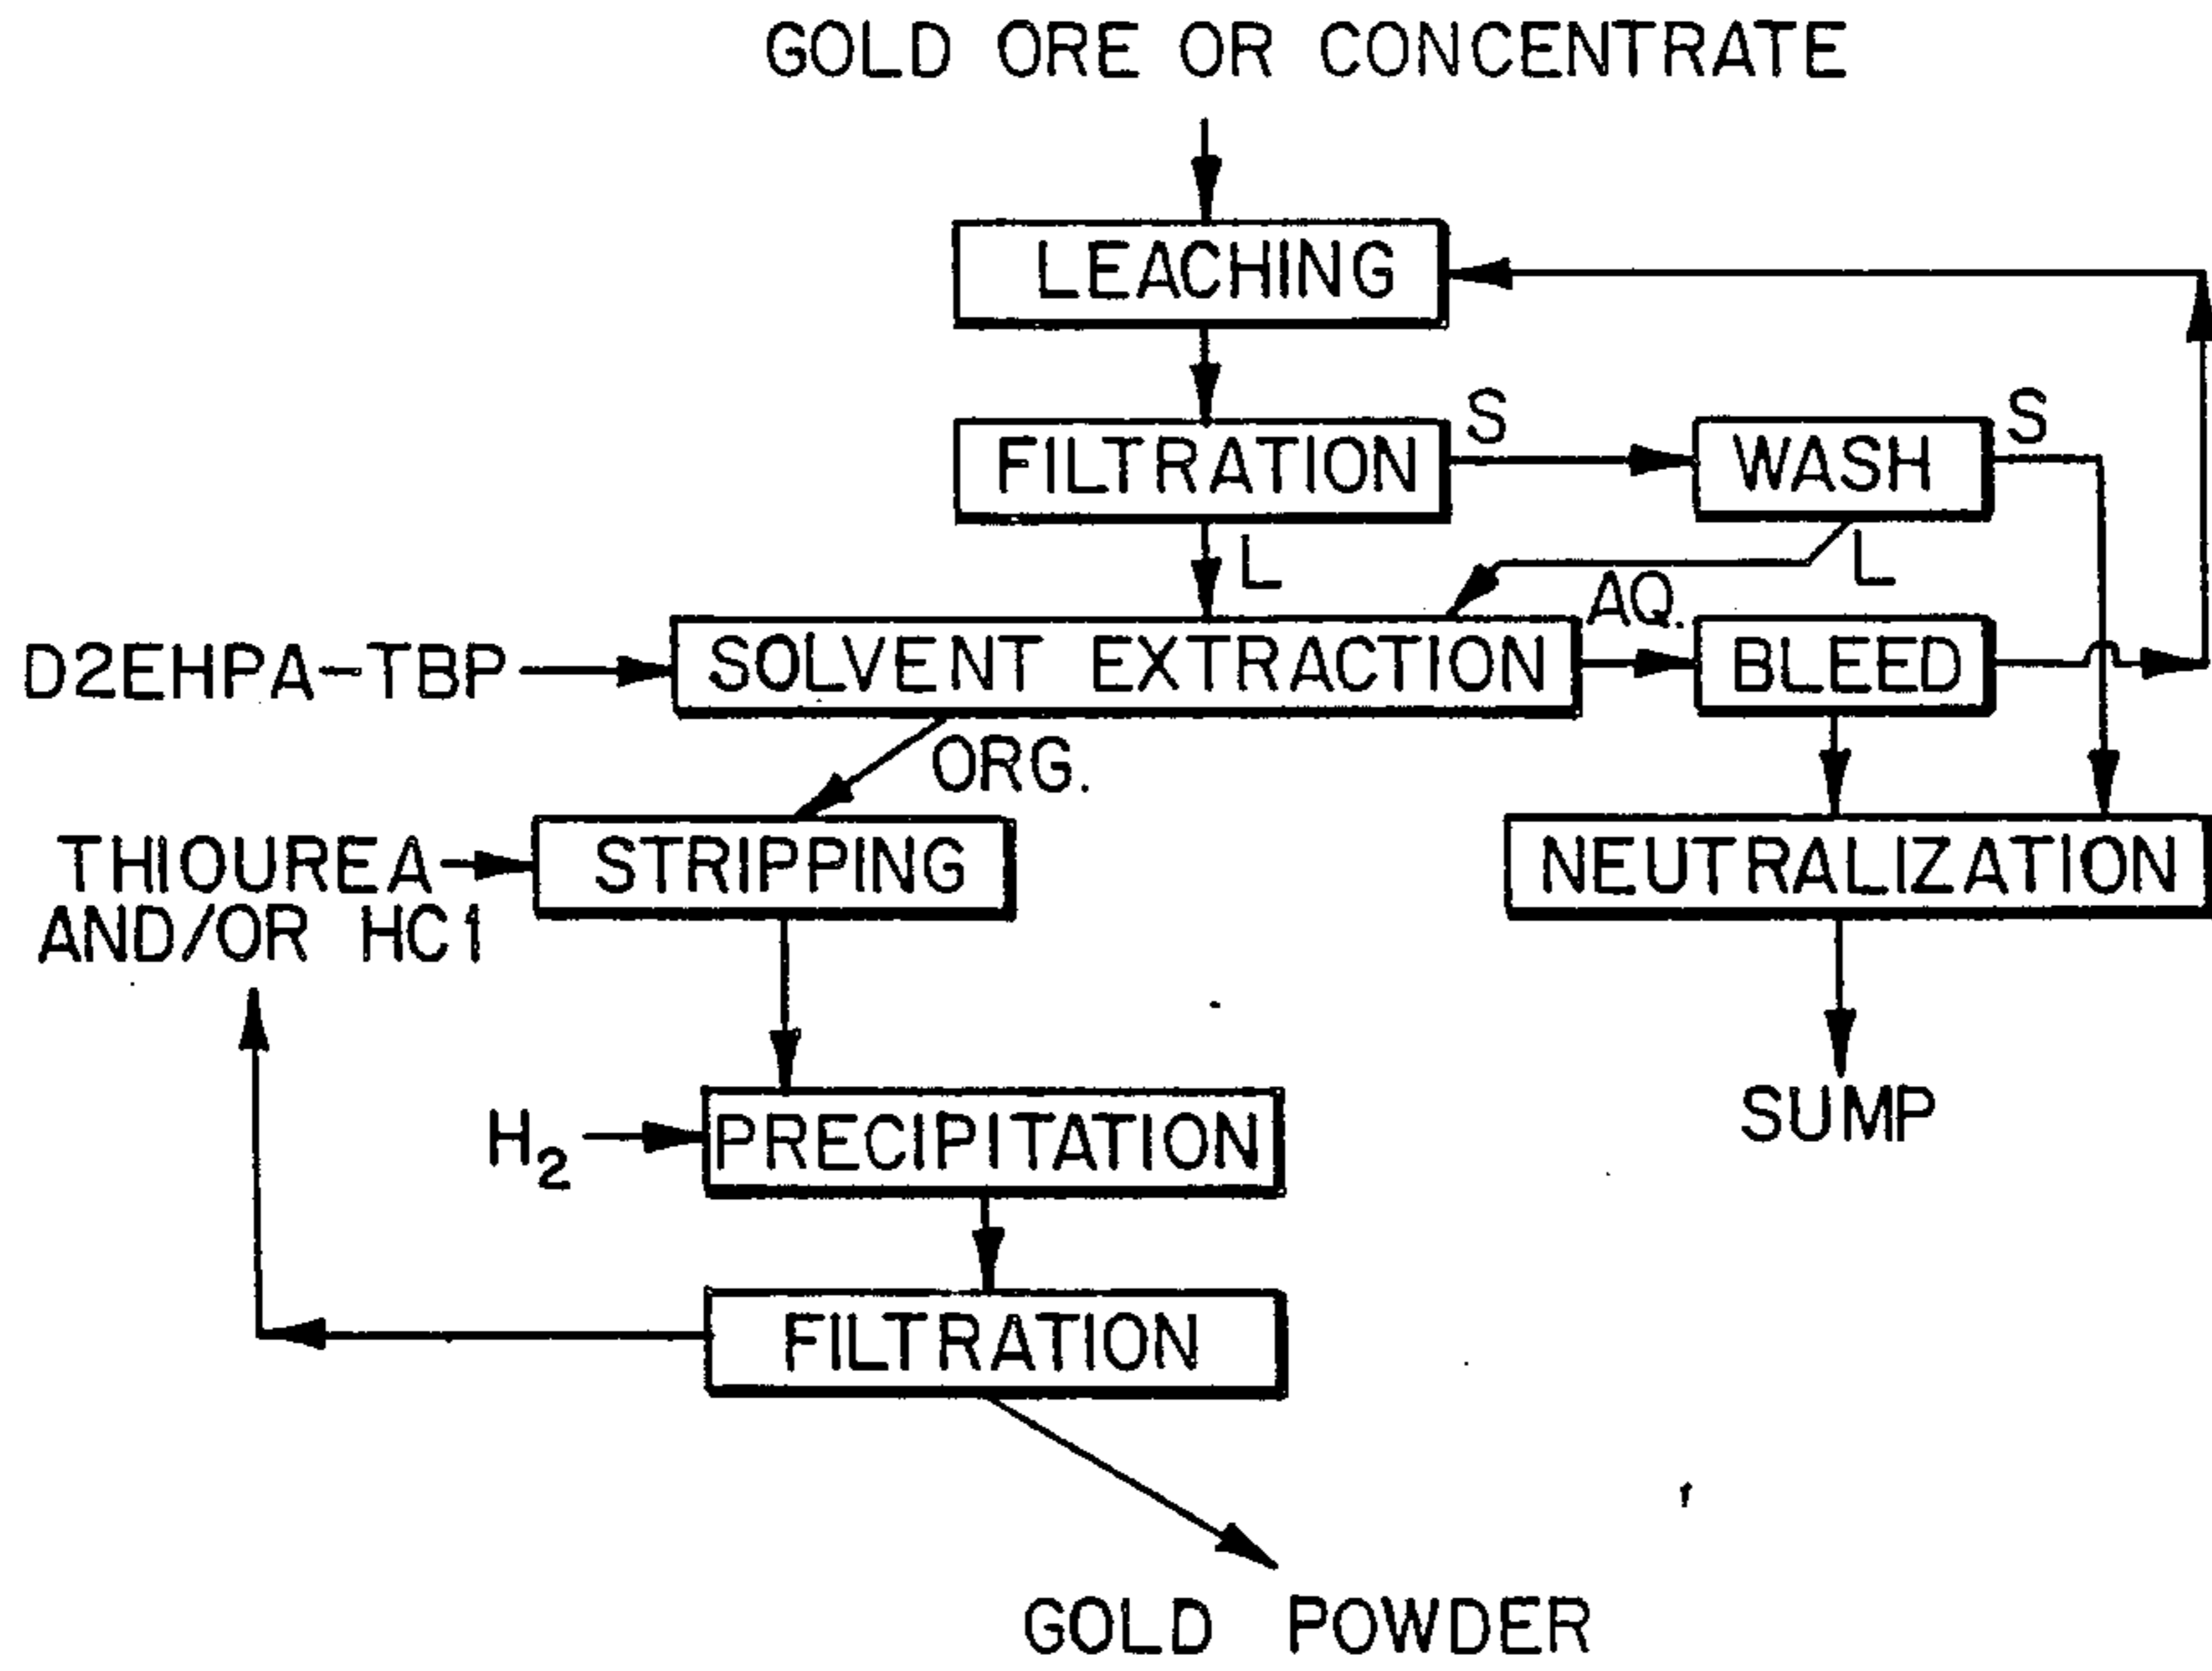 GOLD ORE OR CONCENTRATE
LEACHING
FILTRATION
S
WASH
S
L
L
AQ.
D2EHPA-TBP
SOLVENT EXTRACTION
BLEED
ORG.
THIOUREA
AND/OR HCl
STRIPPING
NEUTRALIZATION
H2
PRECIPITATION
SUMP
FILTRATION
GOLD POWDER